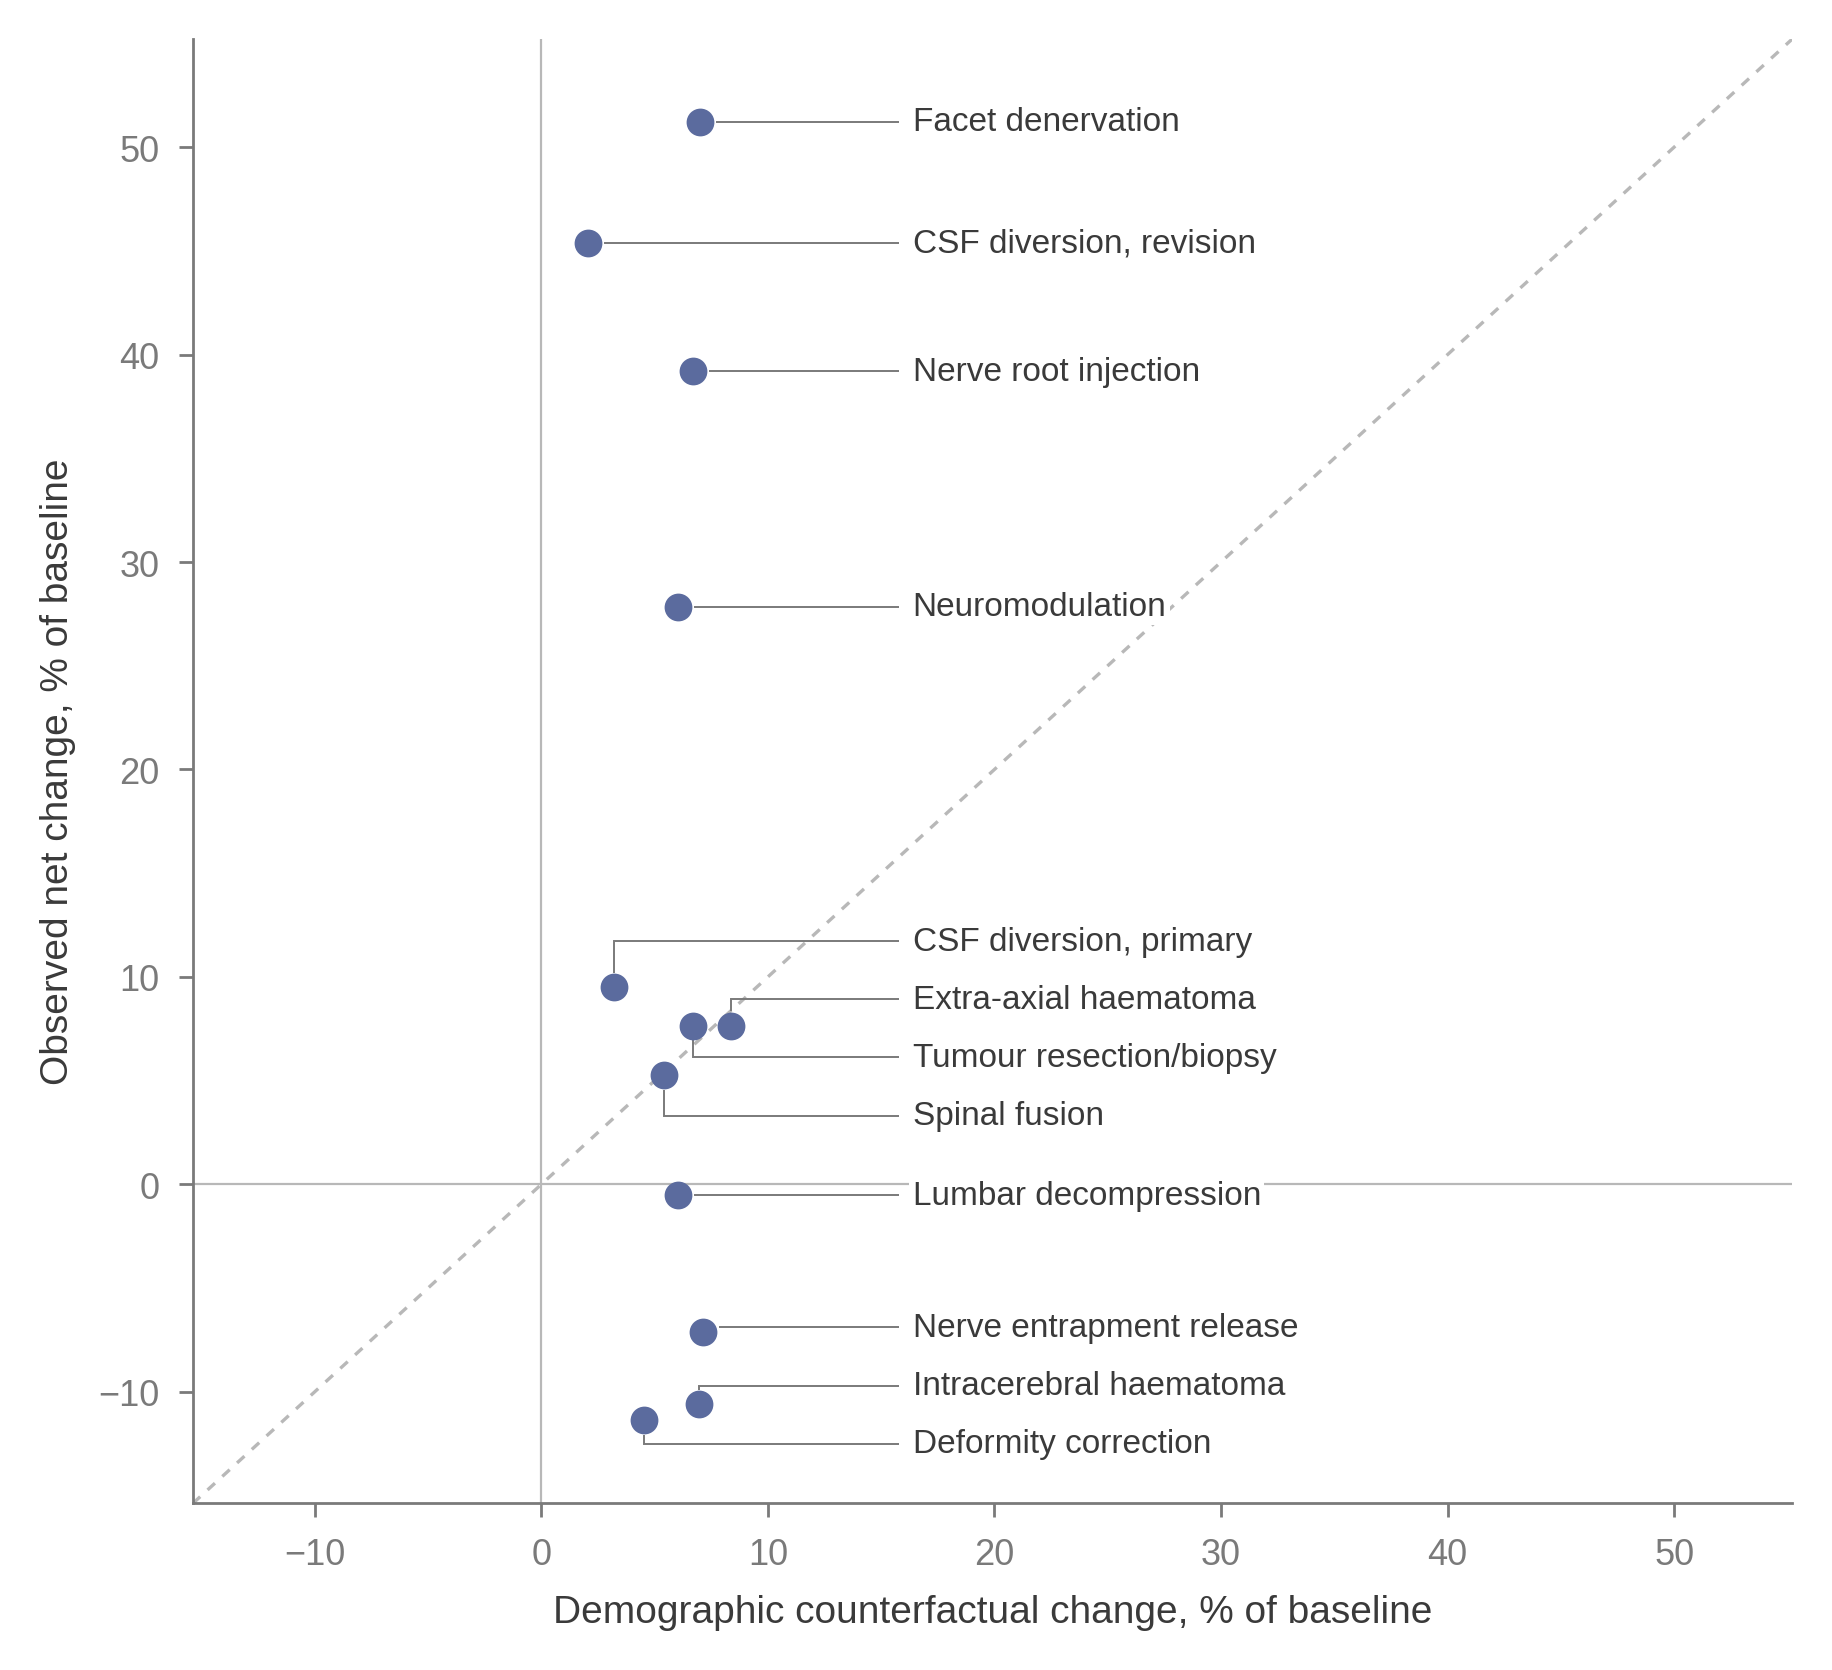 Facet denervation
50
CSF diversion, revision
40
Nerve root injection
30
Neuromodulation
20
CSF diversion, primary
10
Extra-axial haematoma
Tumour resection/biopsy
Spinal fusion
0
Lumbar decompression
Nerve entrapment release
−10
Intracerebral haematoma
Deformity correction
Observed net change, % of baseline
−10 0 10 20 30 40 50
Demographic counterfactual change, % of baseline